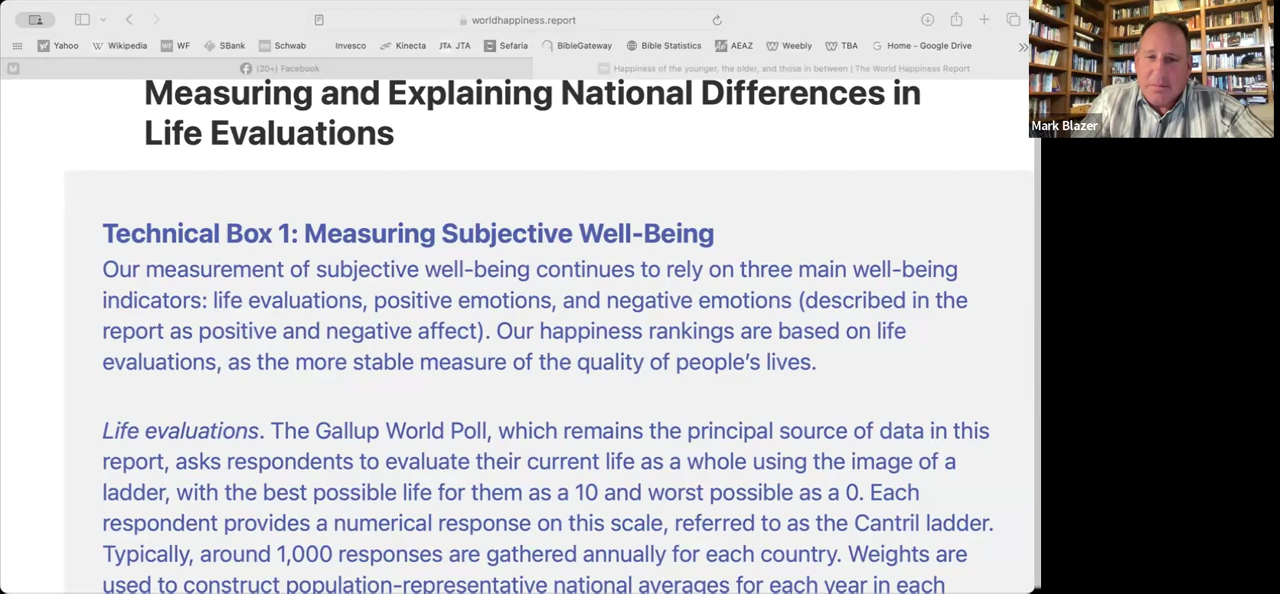 worldhappiness.report
Yahoo Wikipedia WF SBank Schwab Invesco Kinecta JTA JTA Sefaria BibleGateway Bible Statistics AEAZ Weebly TBA Home - Google Drive
(20+) Facebook Happiness of the younger, the older, and those in between | The World Happiness Report
Mark Blazer
Measuring and Explaining National Differences in
Life Evaluations
Technical Box 1: Measuring Subjective Well-Being
Our measurement of subjective well-being continues to rely on three main well-being
indicators: life evaluations, positive emotions, and negative emotions (described in the
report as positive and negative affect). Our happiness rankings are based on life
evaluations, as the more stable measure of the quality of people’s lives.
Life evaluations. The Gallup World Poll, which remains the principal source of data in this
report, asks respondents to evaluate their current life as a whole using the image of a
ladder, with the best possible life for them as a 10 and worst possible as a 0. Each
respondent provides a numerical response on this scale, referred to as the Cantril ladder.
Typically, around 1,000 responses are gathered annually for each country. Weights are
used to construct population-representative national averages for each year in each